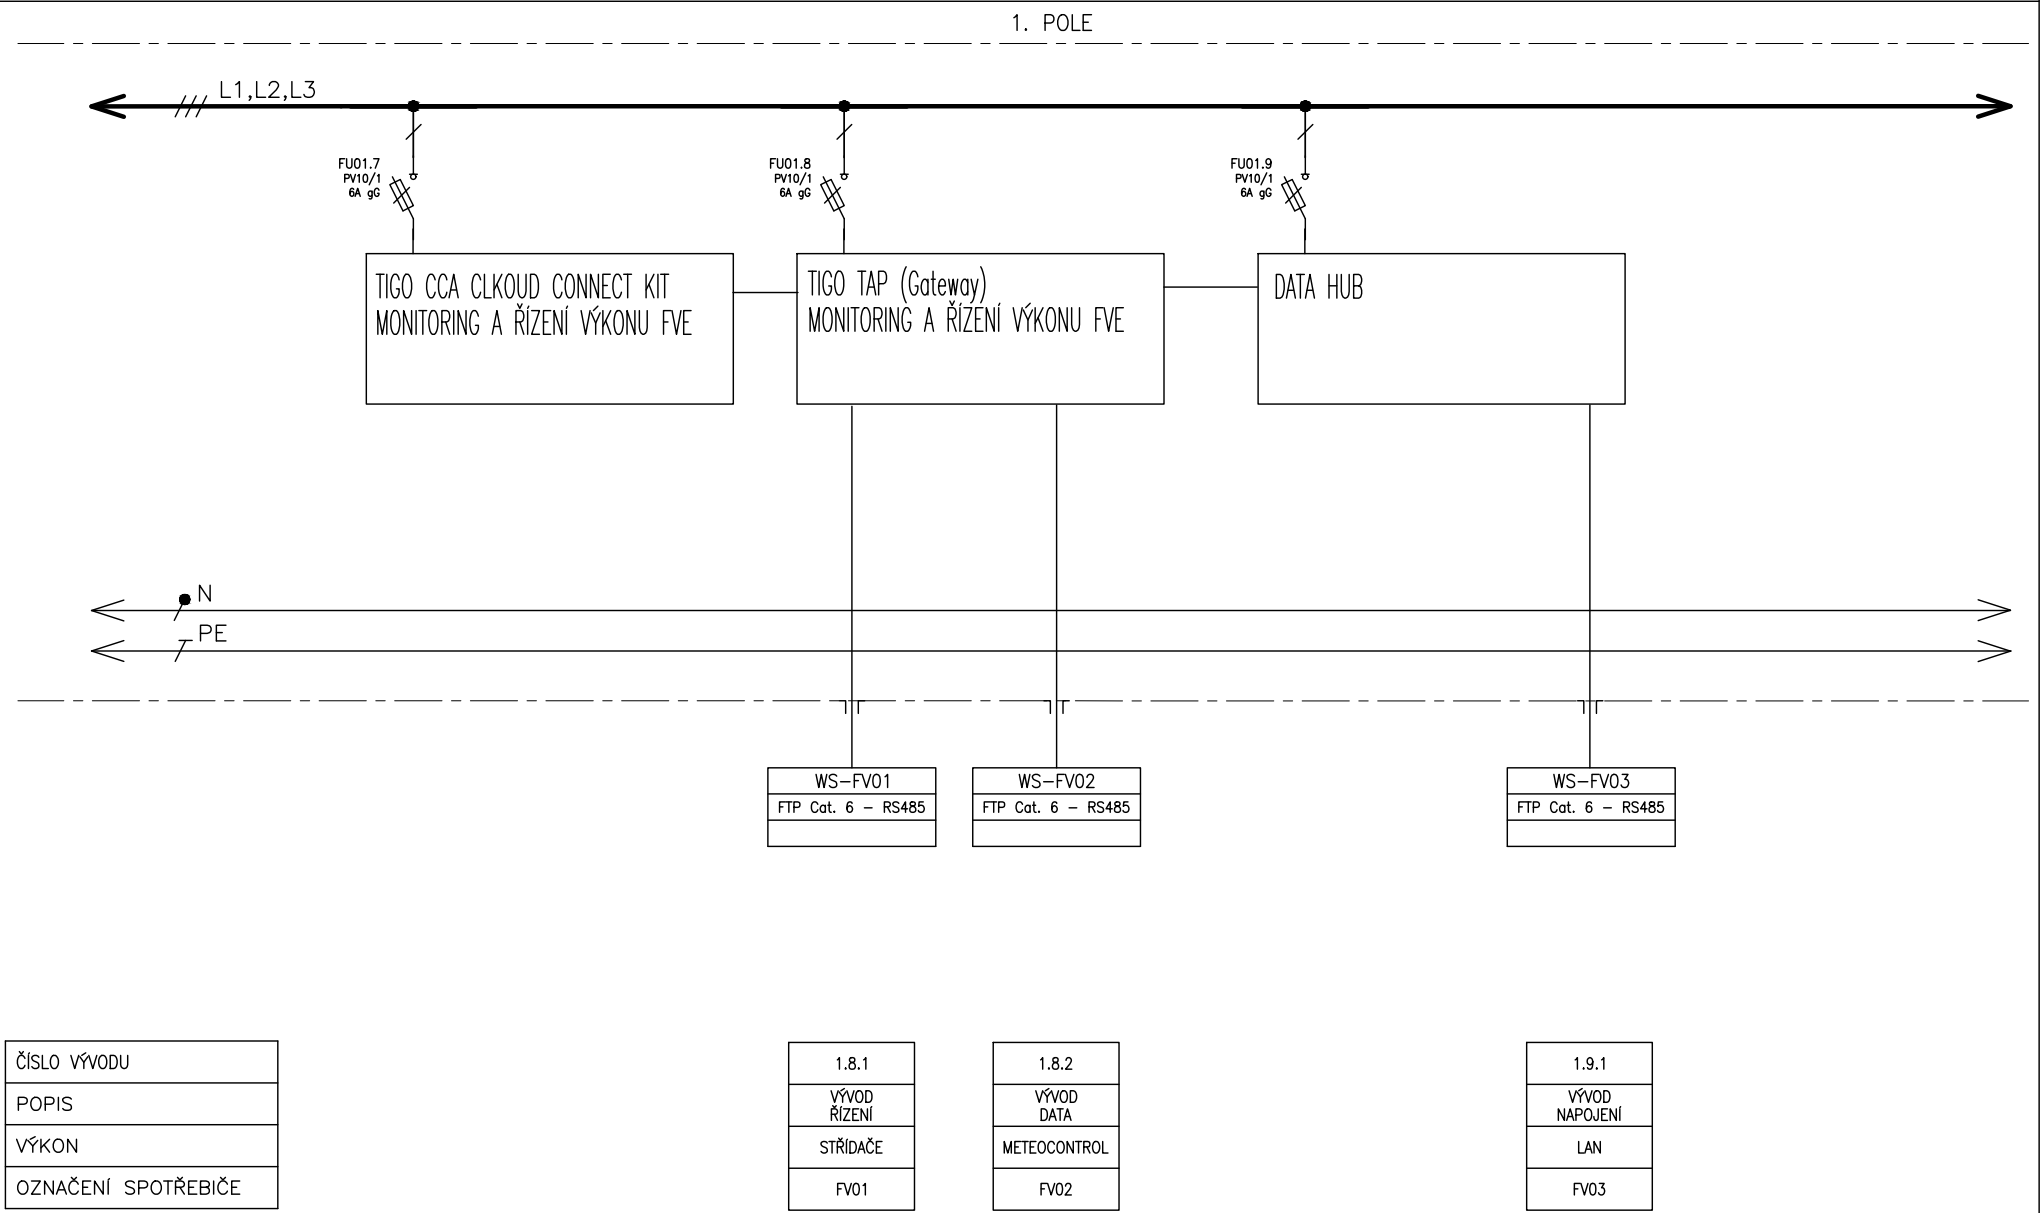 1. POLE
L1,L2,L3
FU01.7
PV10/1
6A gG
FU01.8
PV10/1
6A gG
FU01.9
PV10/1
6A gG
TIGO CCA CLKOUD CONNECT KIT
MONITORING A ŘÍZENÍ VÝKONU FVE
TIGO TAP (Gateway)
MONITORING A ŘÍZENÍ VÝKONU FVE
DATA HUB
N
PE
WS-FV01
FTP Cat. 6 - RS485
WS-FV02
FTP Cat. 6 - RS485
WS-FV03
FTP Cat. 6 - RS485
ČÍSLO VÝVODU
POPIS
VÝKON
OZNAČENÍ SPOTŘEBIČE
1.8.1
VÝVOD
ŘÍZENÍ
STŘÍDAČE
FV01
1.8.2
VÝVOD
DATA
METEOCONTROL
FV02
1.9.1
VÝVOD
NAPOJENÍ
LAN
FV03